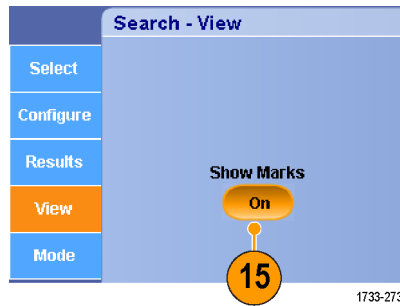 Search - View
Select
Configure
Results
View
Mode
Show Marks
On
15
1733-273